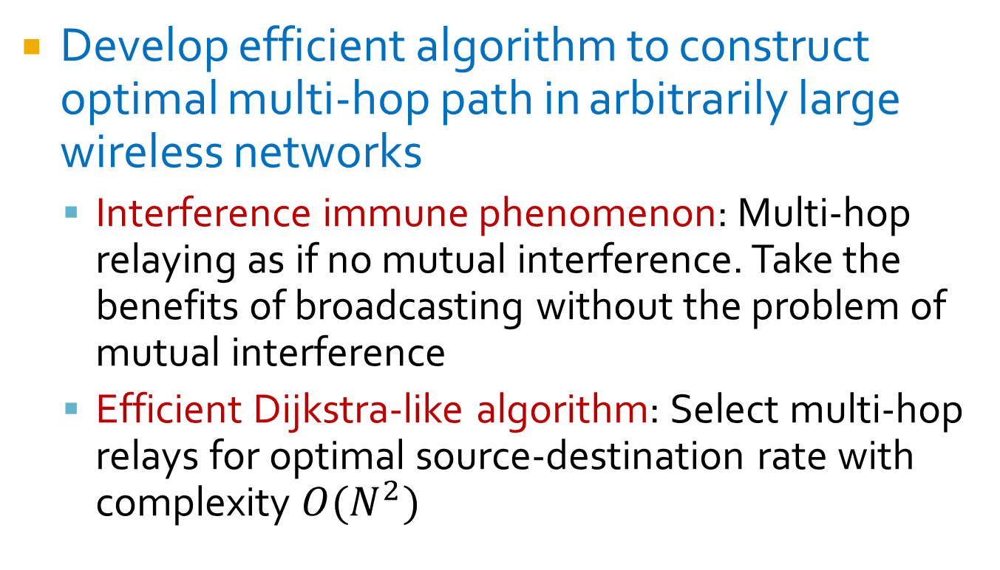 Develop efficient algorithm to construct
optimal multi-hop path in arbitrarily large
wireless networks
Interference immune phenomenon: Multi-hop
relaying as if no mutual interference. Take the
benefits of broadcasting without the problem of
mutual interference
Efficient Dijkstra-like algorithm: Select multi-hop
relays for optimal source-destination rate with
complexity O(N²)